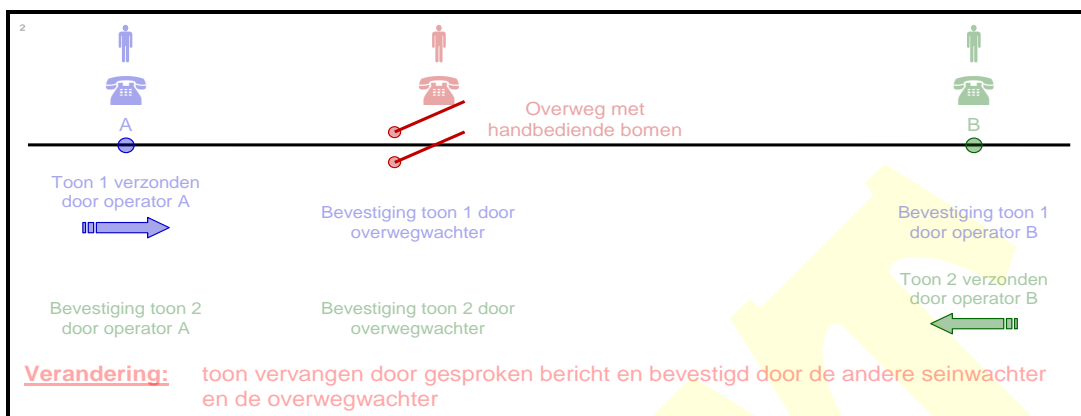 2
Overweg met
handbediende bomen
A
B
Toon 1 verzonden
door operator A
Bevestiging toon 1 door
overwegwachter
Bevestiging toon 1
door operator B
Toon 2 verzonden
door operator B
Bevestiging toon 2
door operator A
Bevestiging toon 2 door
overwegwachter
Verandering: toon vervangen door gesproken bericht en bevestigd door de andere seinwachter
en de overwegwachter